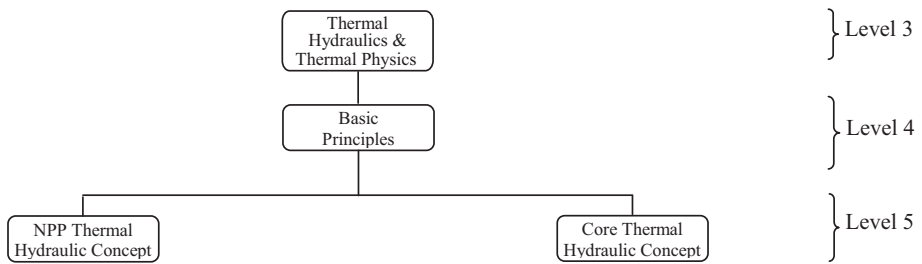 Thermal
Hydraulics &
Thermal Physics
Level 3
Basic
Principles
Level 4
NPP Thermal
Hydraulic Concept
Core Thermal
Hydraulic Concept
Level 5